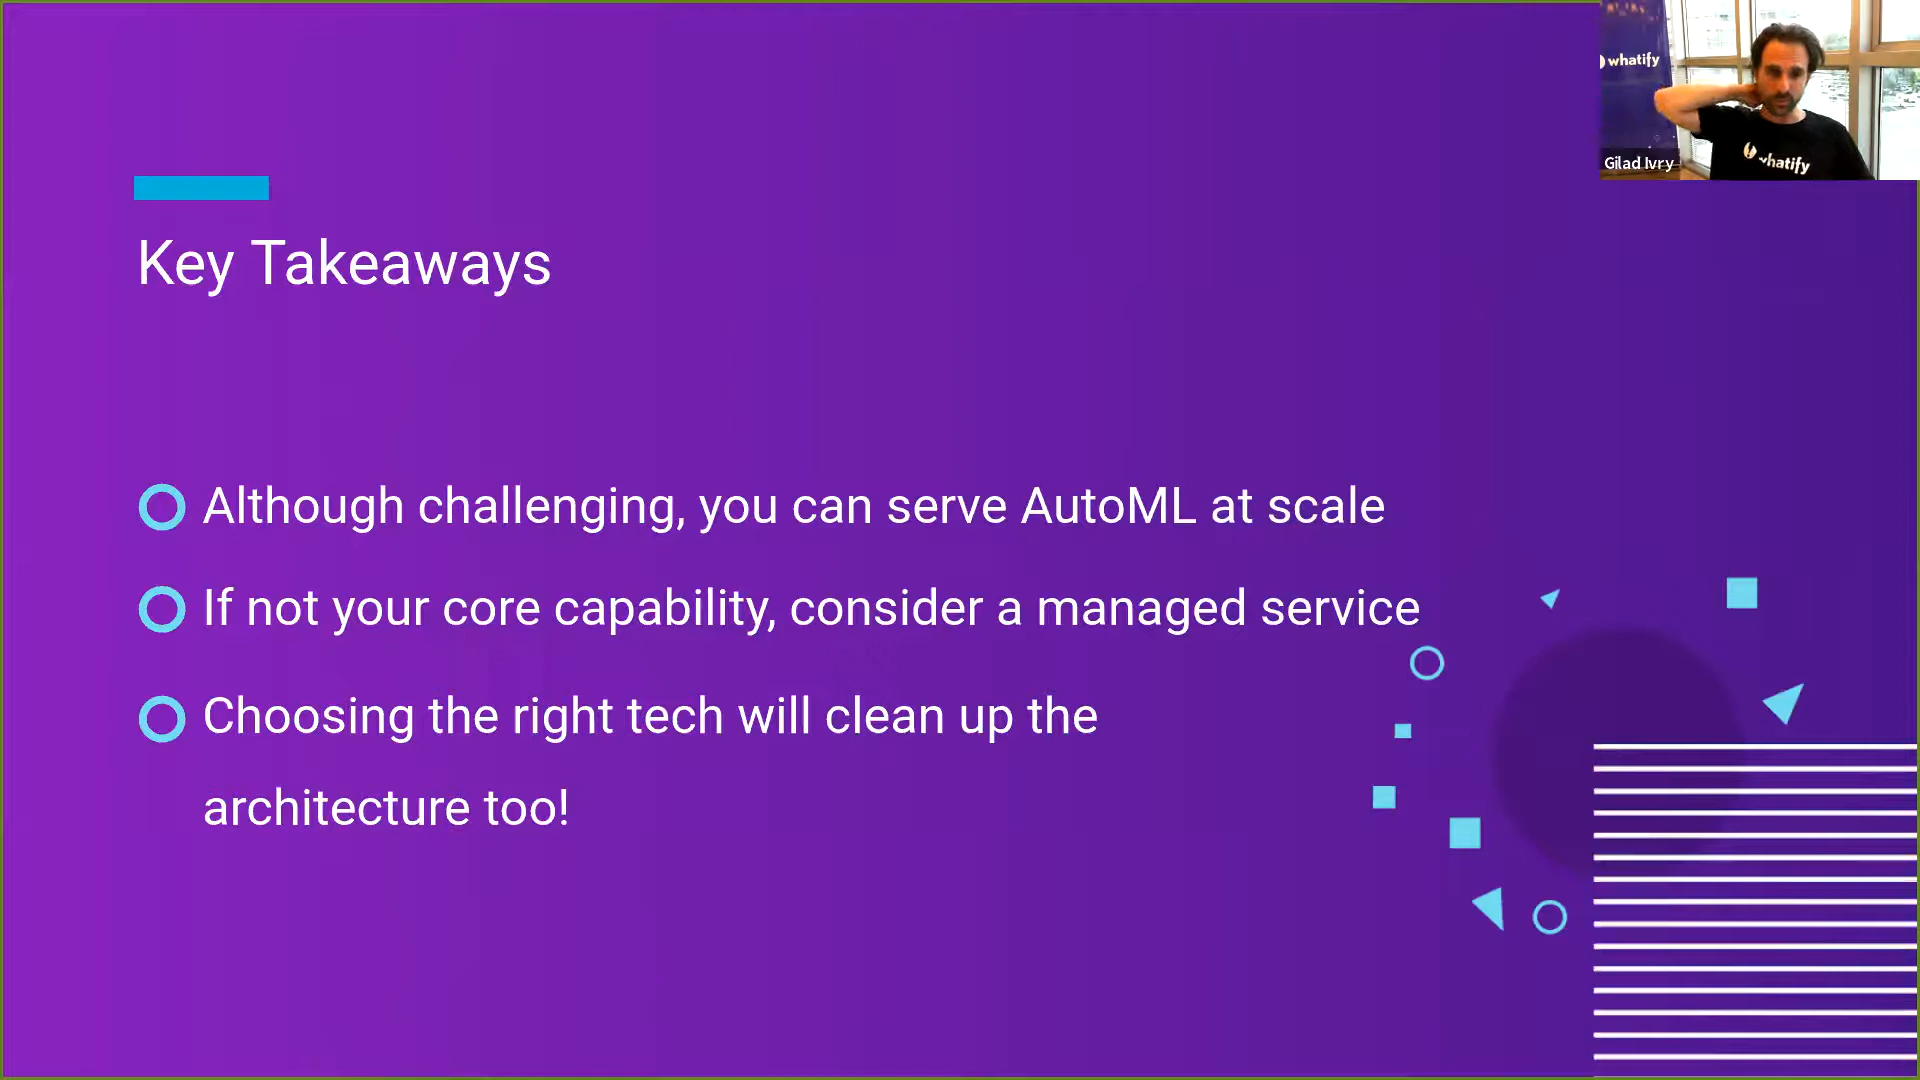 whatify
whatify
Gilad Ivry
Key Takeaways
Although challenging, you can serve AutoML at scale
If not your core capability, consider a managed service
Choosing the right tech will clean up the
architecture too!